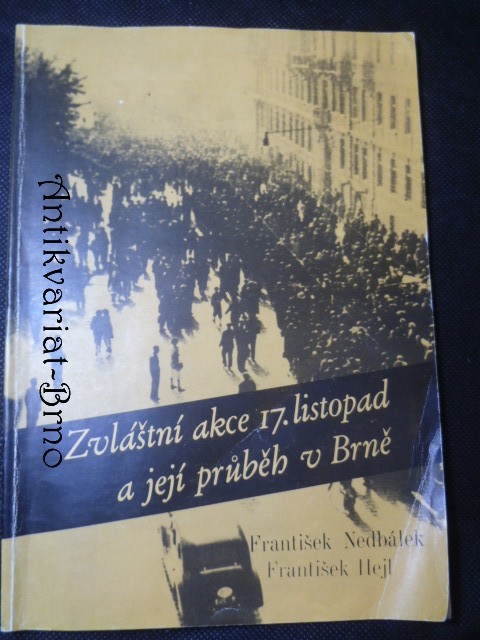 Antikvariat-Brno
Zvláštní akce 17. listopad
a její průběh v Brně
František Nedbálek
František Hejl